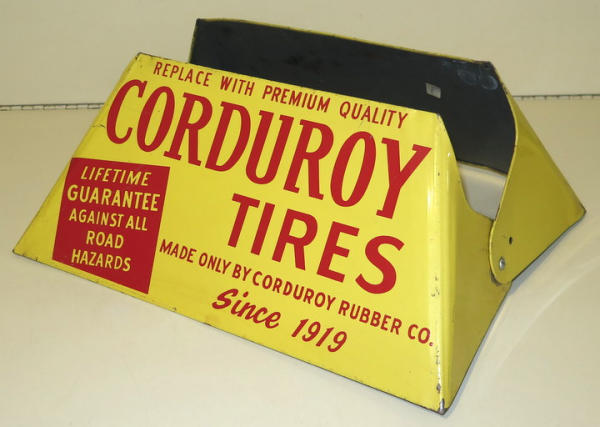 REPLACE WITH PREMIUM QUALITY
CORDUROY
TIRES
LIFETIME
GUARANTEE
AGAINST ALL
ROAD
HAZARDS
MADE ONLY BY CORDUROY RUBBER CO.
Since 1919